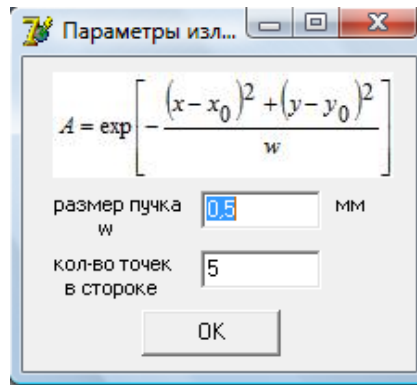 Параметры изл...
A = exp[-((x-x₀)² + (y-y₀)²)/w]
размер пучка
w
0,5
мм
кол-во точек
в стороке
5
OK